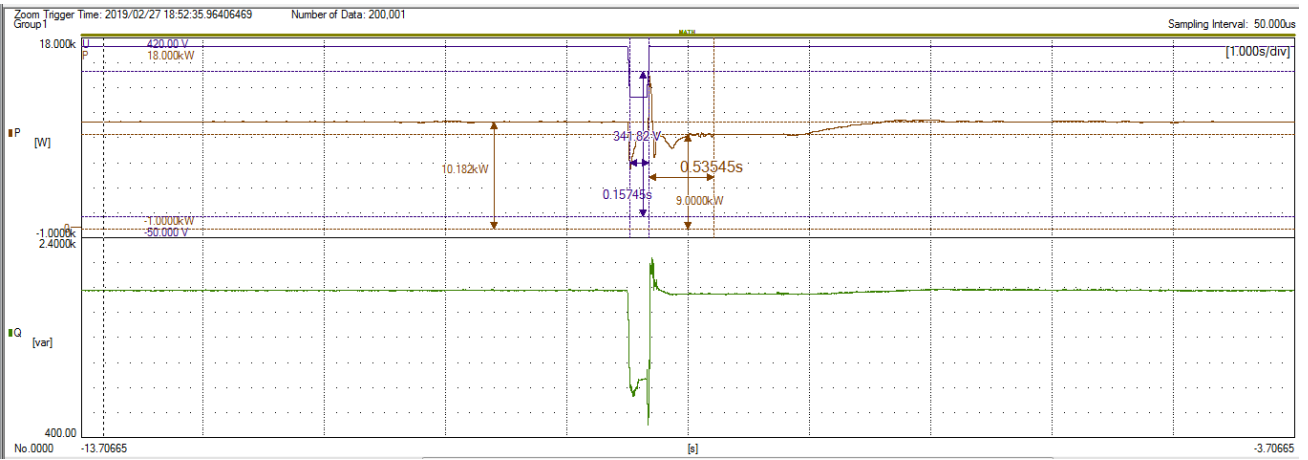 Zoom Trigger Time: 2019/02/27 18:52:35.96406469 Number of Data: 200,001
Group1 Sampling Interval: 50.000us
MATH
18.000k U 420.00 V
P 18.000kW [1.000s/div]
P
[W]
341.82 V
10.182kW 0.53545s
0.15745s 9.0000kW
-1.0000kW
-1.0000k -50.000 V
2.4000k
Q
[var]
400.00
No.0000 -13.70665 [s] -3.70665